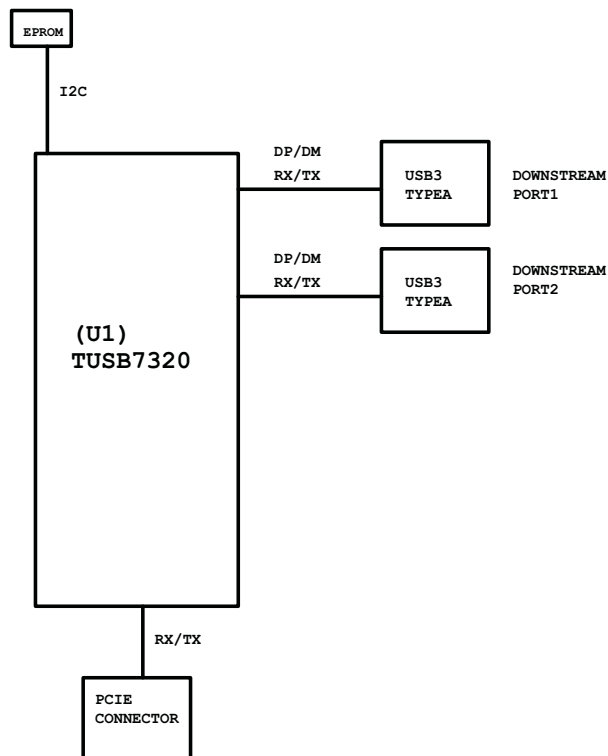 EPROM
I2C
DP/DM
RX/TX
USB3
TYPEA
DOWNSTREAM
PORT1
DP/DM
RX/TX
USB3
TYPEA
DOWNSTREAM
PORT2
(U1)
TUSB7320
RX/TX
PCIE
CONNECTOR